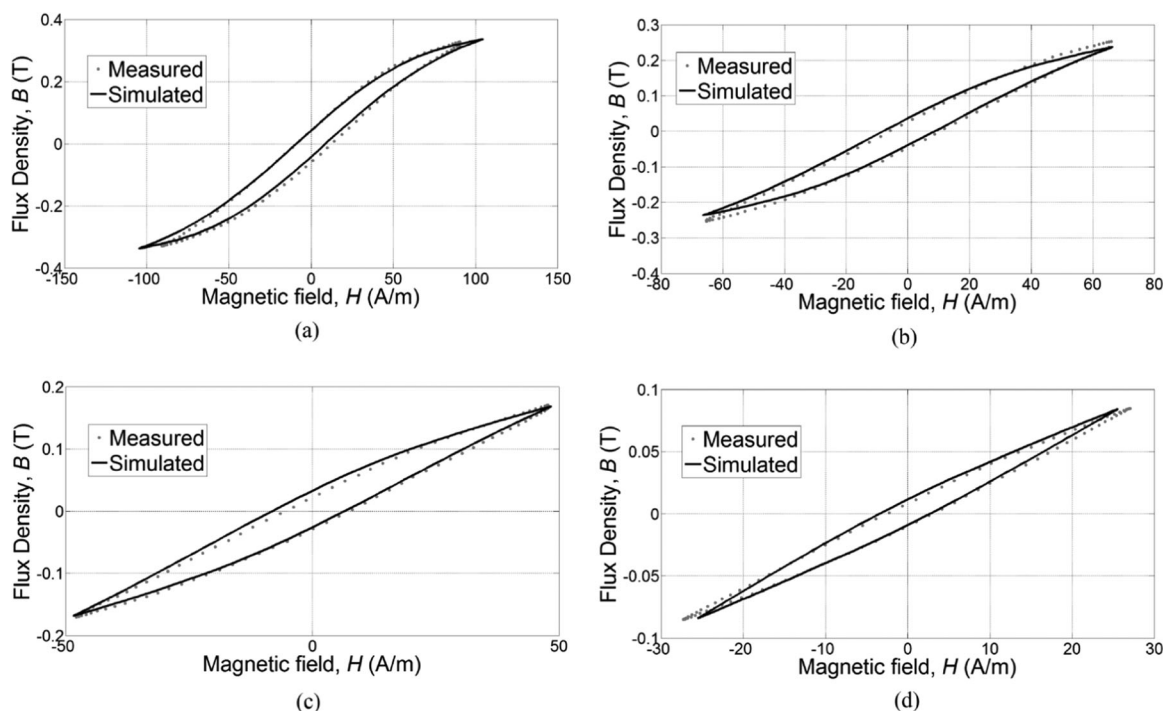 0.4
0.2
0
-0.2
-0.4
Flux Density, B (T)
Measured
Simulated
-150
-100
-50
0
50
100
150
Magnetic field, H (A/m)
(a)
0.4
0.3
0.2
0.1
0
-0.1
-0.2
-0.3
-0.4
Flux Density, B (T)
Measured
Simulated
-80
-60
-40
-20
0
20
40
60
80
Magnetic field, H (A/m)
(b)
0.2
0.1
0
-0.1
-0.2
Flux Density, B (T)
Measured
Simulated
-50
0
50
Magnetic field, H (A/m)
(c)
0.1
0.05
0
-0.05
-0.1
Flux Density, B (T)
Measured
Simulated
-30
-20
-10
0
10
20
30
Magnetic field, H (A/m)
(d)